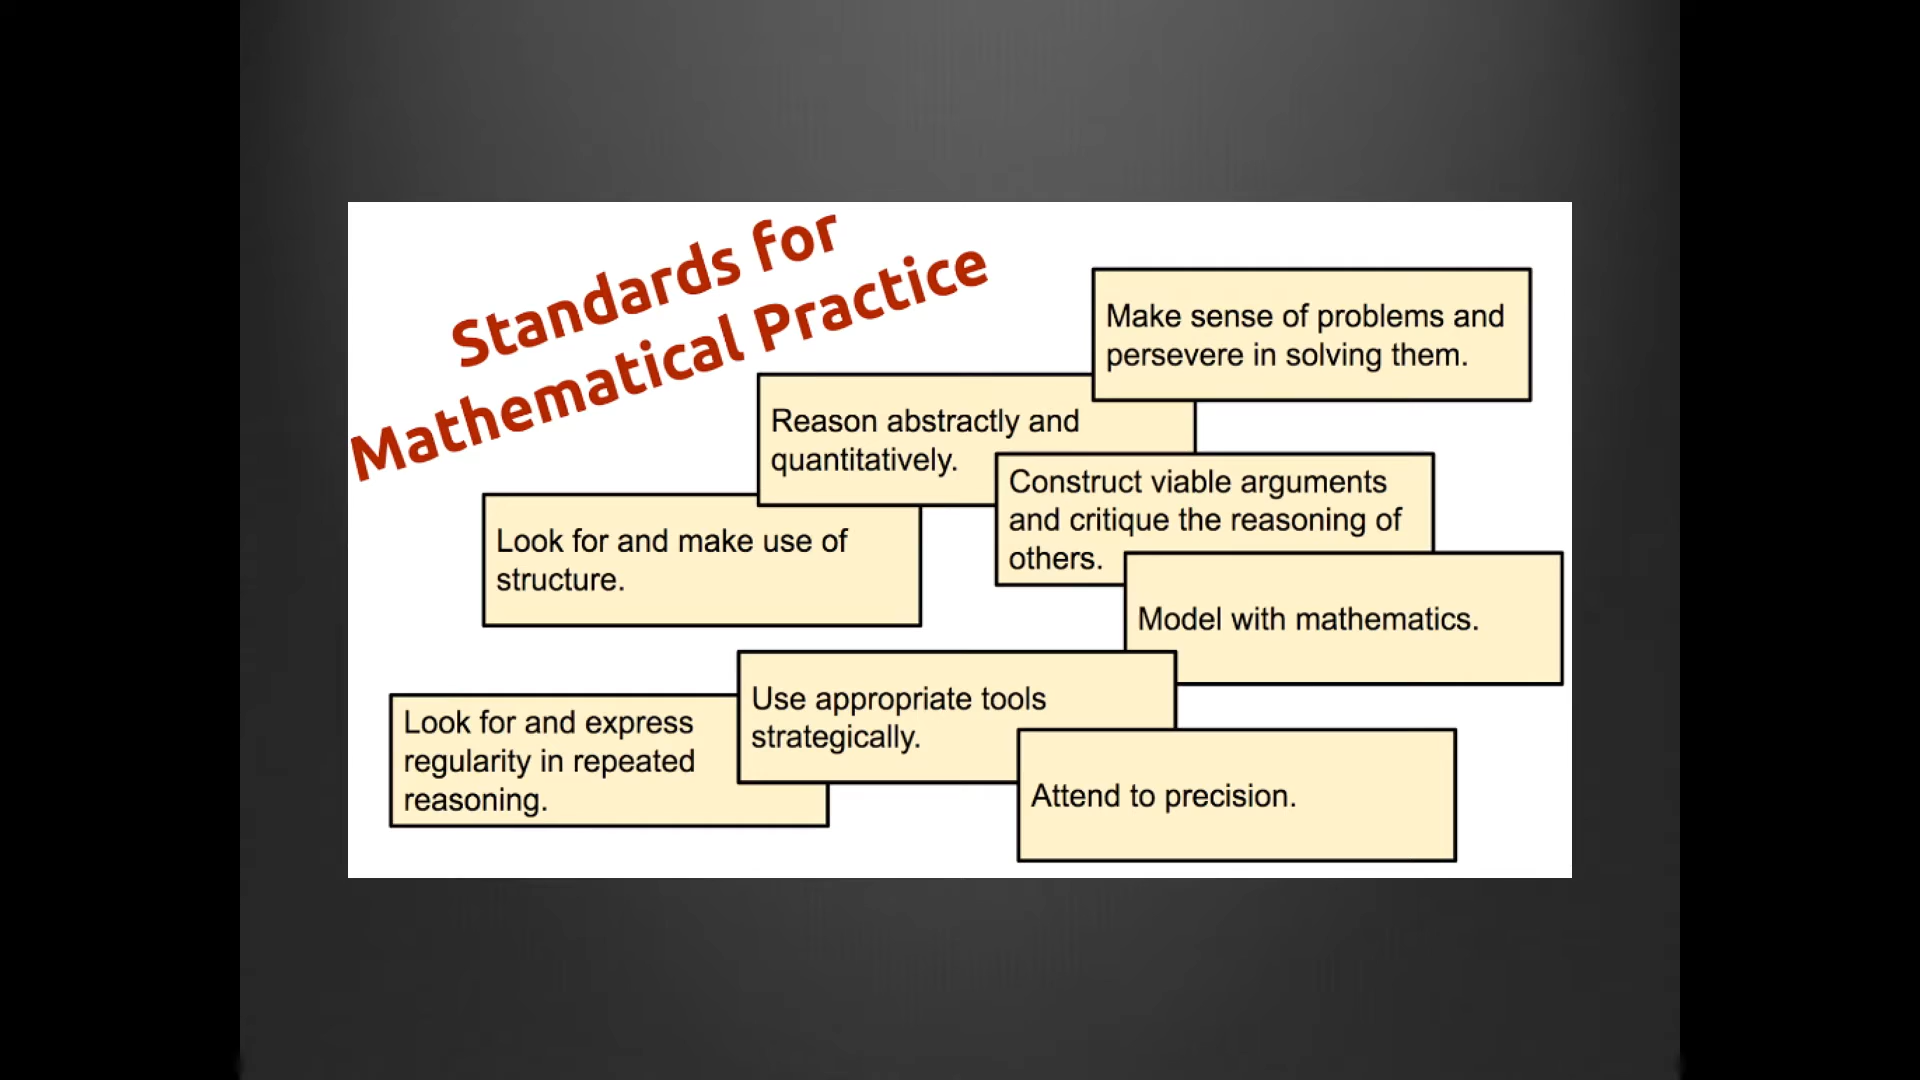 Standards for
Mathematical Practice
Make sense of problems and
persevere in solving them.
Reason abstractly and
quantitatively.
Construct viable arguments
and critique the reasoning of
others.
Look for and make use of
structure.
Model with mathematics.
Use appropriate tools
strategically.
Look for and express
regularity in repeated
reasoning.
Attend to precision.